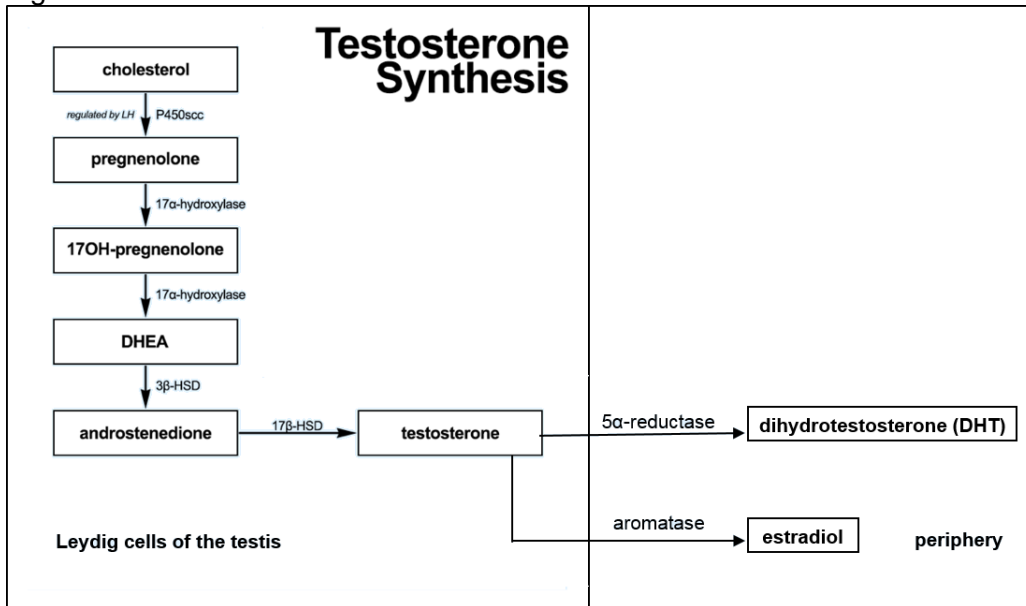 Testosterone
Synthesis
cholesterol
regulated by LH P450scc
pregnenolone
17α-hydroxylase
17OH-pregnenolone
17α-hydroxylase
DHEA
3β-HSD
androstenedione
17β-HSD
testosterone
5α-reductase
dihydrotestosterone (DHT)
aromatase
estradiol
Leydig cells of the testis
periphery